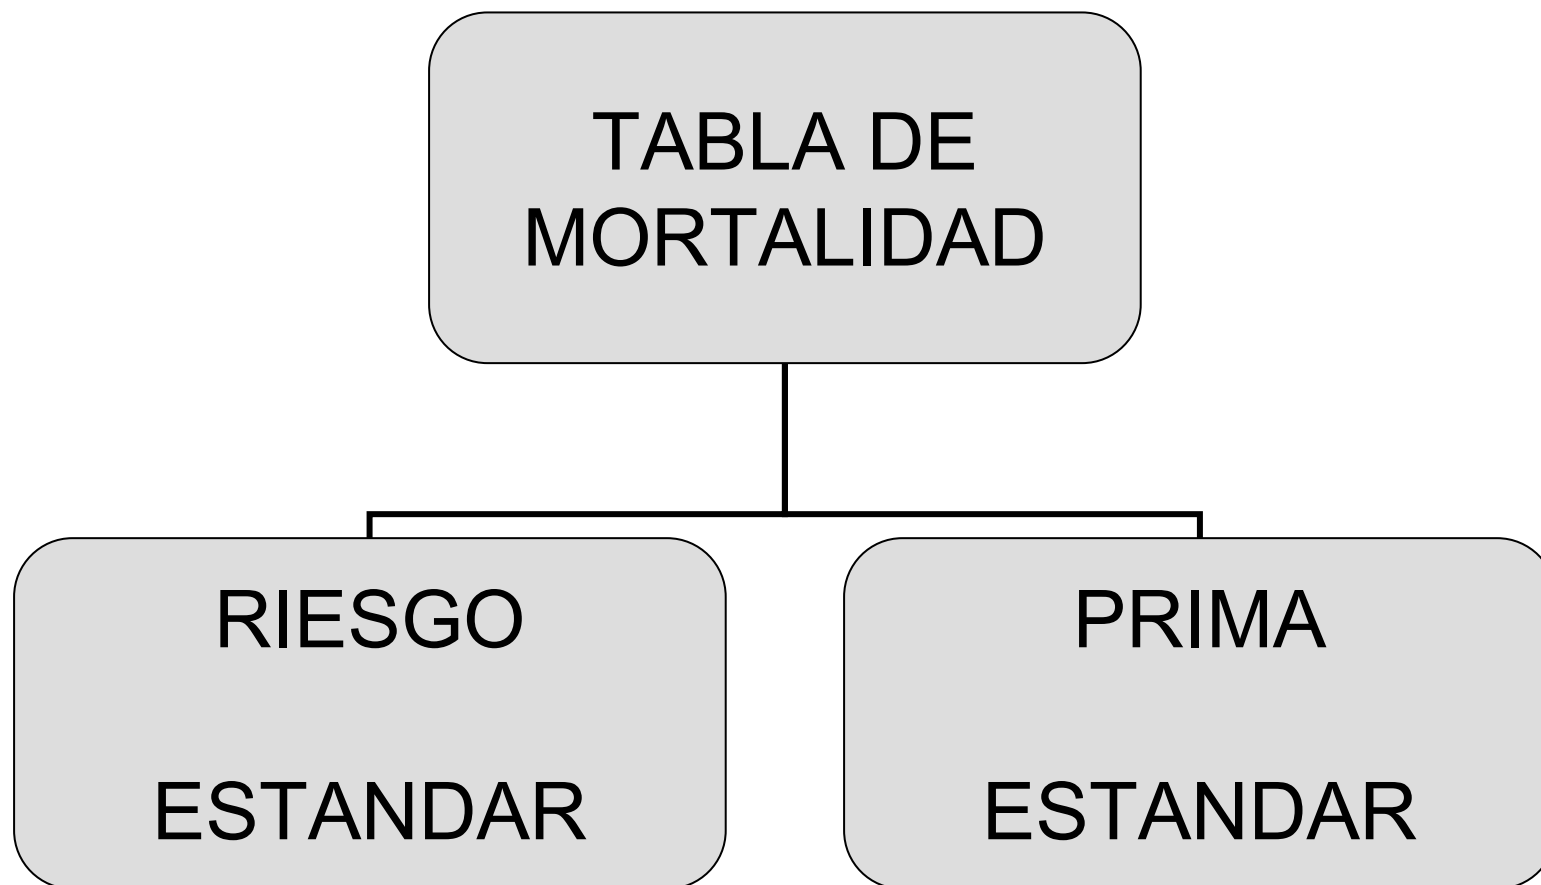 TABLA DE
MORTALIDAD
RIESGO
ESTANDAR
PRIMA
ESTANDAR